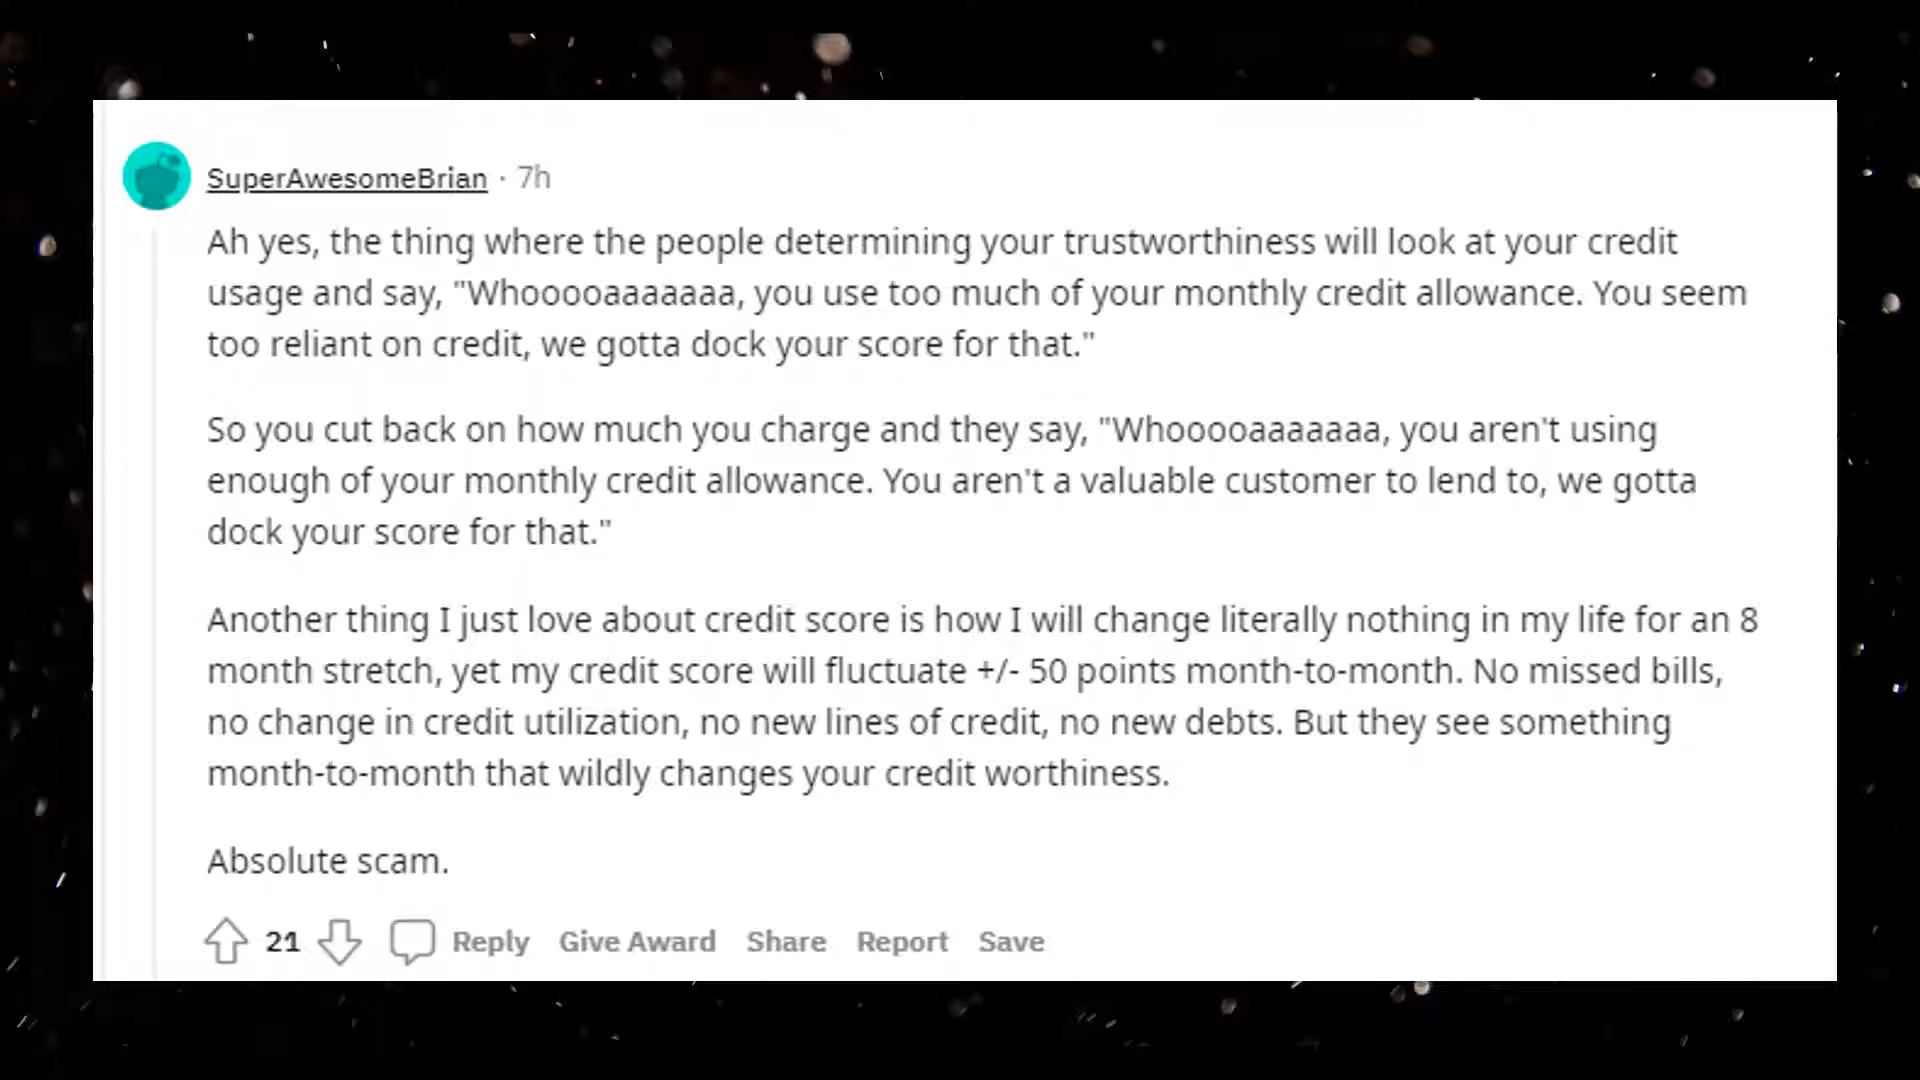 SuperAwesomeBrian · 7h
Ah yes, the thing where the people determining your trustworthiness will look at your credit
usage and say, "Whooooaaaaaaa, you use too much of your monthly credit allowance. You seem
too reliant on credit, we gotta dock your score for that."
So you cut back on how much you charge and they say, "Whooooaaaaaaa, you aren't using
enough of your monthly credit allowance. You aren't a valuable customer to lend to, we gotta
dock your score for that."
Another thing I just love about credit score is how I will change literally nothing in my life for an 8
month stretch, yet my credit score will fluctuate +/- 50 points month-to-month. No missed bills,
no change in credit utilization, no new lines of credit, no new debts. But they see something
month-to-month that wildly changes your credit worthiness.
Absolute scam.
21 Reply Give Award Share Report Save